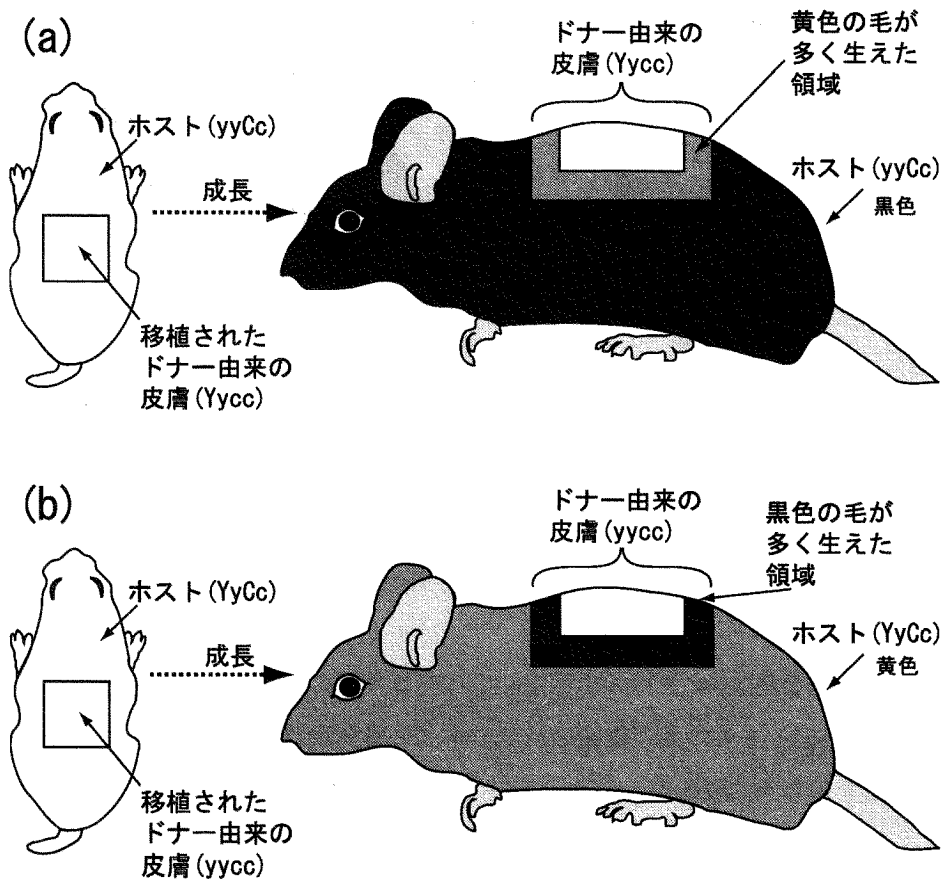 (a)
ドナー由来の
皮膚(Yycc)
黄色の毛が
多く生えた
領域
ホスト(yyCc)
成長
ホスト(yyCc)
黒色
移植された
ドナー由来の
皮膚(Yycc)
(b)
ドナー由来の
皮膚(yycc)
黒色の毛が
多く生えた
領域
ホスト(YyCc)
成長
ホスト(YyCc)
黄色
移植された
ドナー由来の
皮膚(yycc)